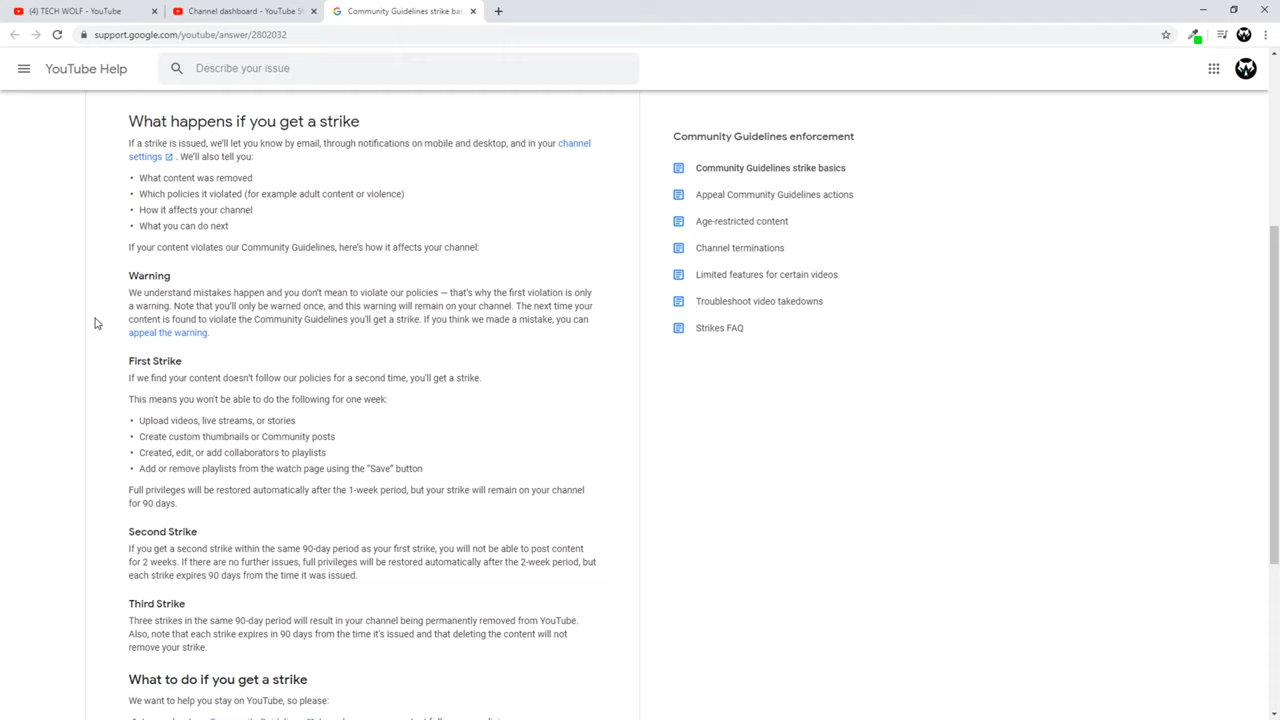 (4) TECH WOLF - YouTube
Channel dashboard - YouTube St
Community Guidelines strike bas
support.google.com/youtube/answer/2802032
YouTube Help
Describe your issue
What happens if you get a strike
If a strike is issued, we'll let you know by email, through notifications on mobile and desktop, and in your channel
settings . We'll also tell you:
• What content was removed
• Which policies it violated (for example adult content or violence)
• How it affects your channel
• What you can do next
If your content violates our Community Guidelines, here's how it affects your channel:
Warning
We understand mistakes happen and you don't mean to violate our policies — that's why the first violation is only
a warning. Note that you'll only be warned once, and this warning will remain on your channel. The next time your
content is found to violate the Community Guidelines you'll get a strike. If you think we made a mistake, you can
appeal the warning.
First Strike
If we find your content doesn't follow our policies for a second time, you'll get a strike.
This means you won't be able to do the following for one week:
• Upload videos, live streams, or stories
• Create custom thumbnails or Community posts
• Created, edit, or add collaborators to playlists
• Add or remove playlists from the watch page using the "Save" button
Full privileges will be restored automatically after the 1-week period, but your strike will remain on your channel
for 90 days.
Second Strike
If you get a second strike within the same 90-day period as your first strike, you will not be able to post content
for 2 weeks. If there are no further issues, full privileges will be restored automatically after the 2-week period, but
each strike expires 90 days from the time it was issued.
Third Strike
Three strikes in the same 90-day period will result in your channel being permanently removed from YouTube.
Also, note that each strike expires in 90 days from the time it's issued and that deleting the content will not
remove your strike.
What to do if you get a strike
We want to help you stay on YouTube, so please:
Community Guidelines enforcement
Community Guidelines strike basics
Appeal Community Guidelines actions
Age-restricted content
Channel terminations
Limited features for certain videos
Troubleshoot video takedowns
Strikes FAQ